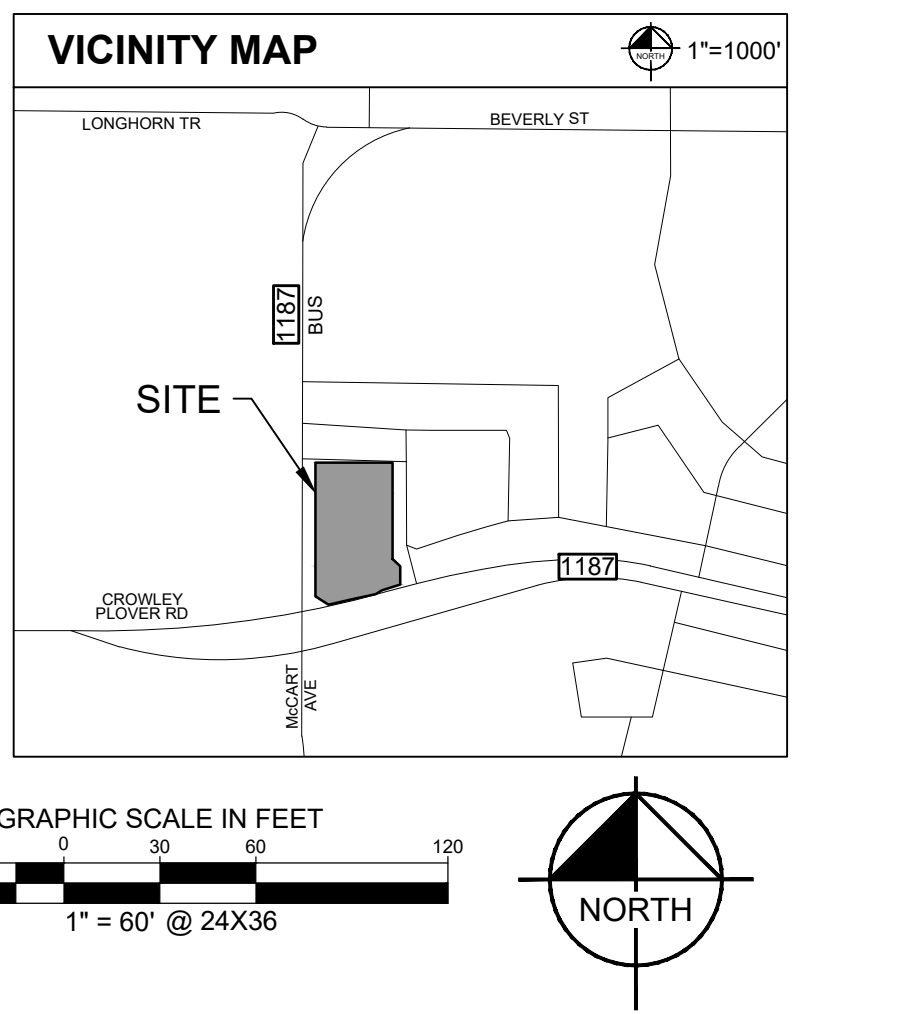 VICINITY MAP
NORTH
1"=1000'
LONGHORN TR
BEVERLY ST
1187
BUS
SITE
1187
CROWLEY
PLOVER RD
McCART
AVE
GRAPHIC SCALE IN FEET
0 30 60 120
1" = 60' @ 24X36
NORTH